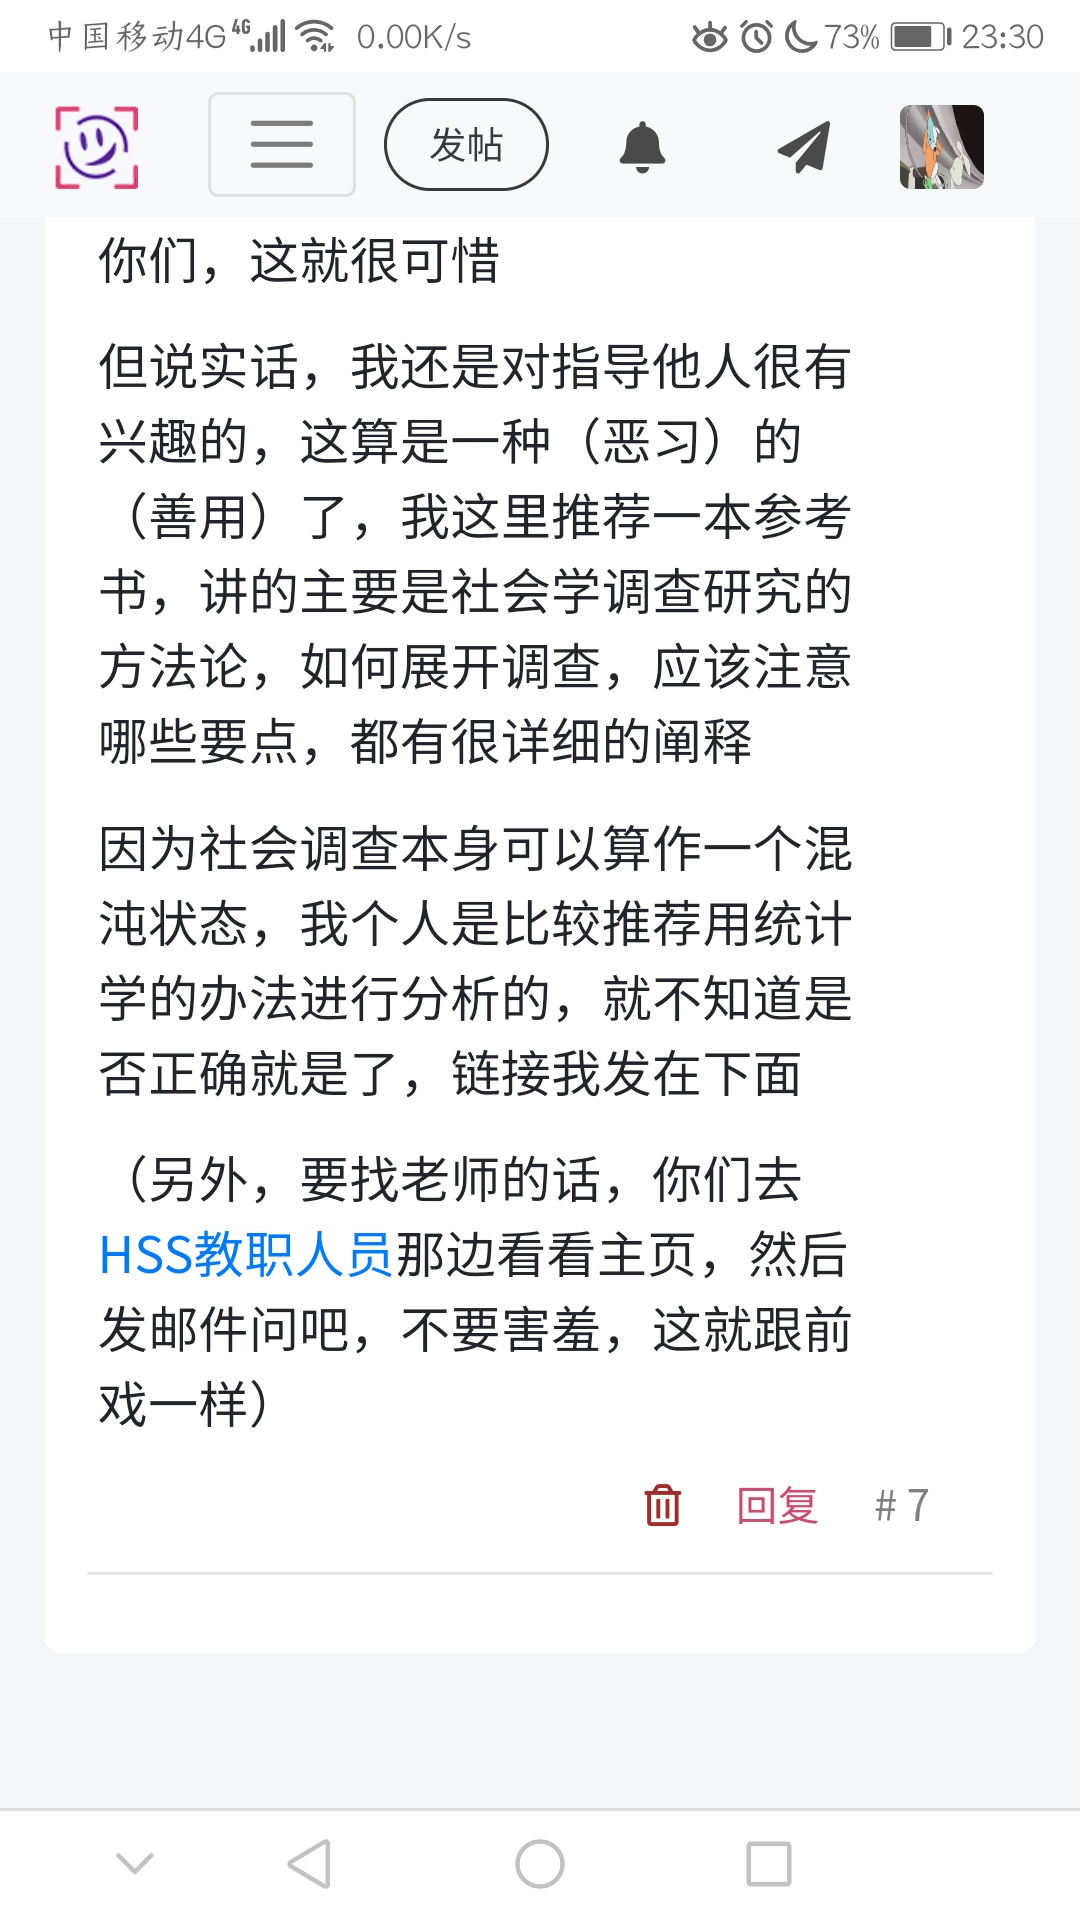 中国移动4G 4G 0.00K/s 73% 23:30
发帖
你们，这就很可惜
但说实话，我还是对指导他人很有
兴趣的，这算是一种（恶习）的
（善用）了，我这里推荐一本参考
书，讲的主要是社会学调查研究的
方法论，如何展开调查，应该注意
哪些要点，都有很详细的阐释
因为社会调查本身可以算作一个混
沌状态，我个人是比较推荐用统计
学的办法进行分析的，就不知道是
否正确就是了，链接我发在下面
（另外，要找老师的话，你们去
HSS教职人员那边看看主页，然后
发邮件问吧，不要害羞，这就跟前
戏一样）
回复 # 7